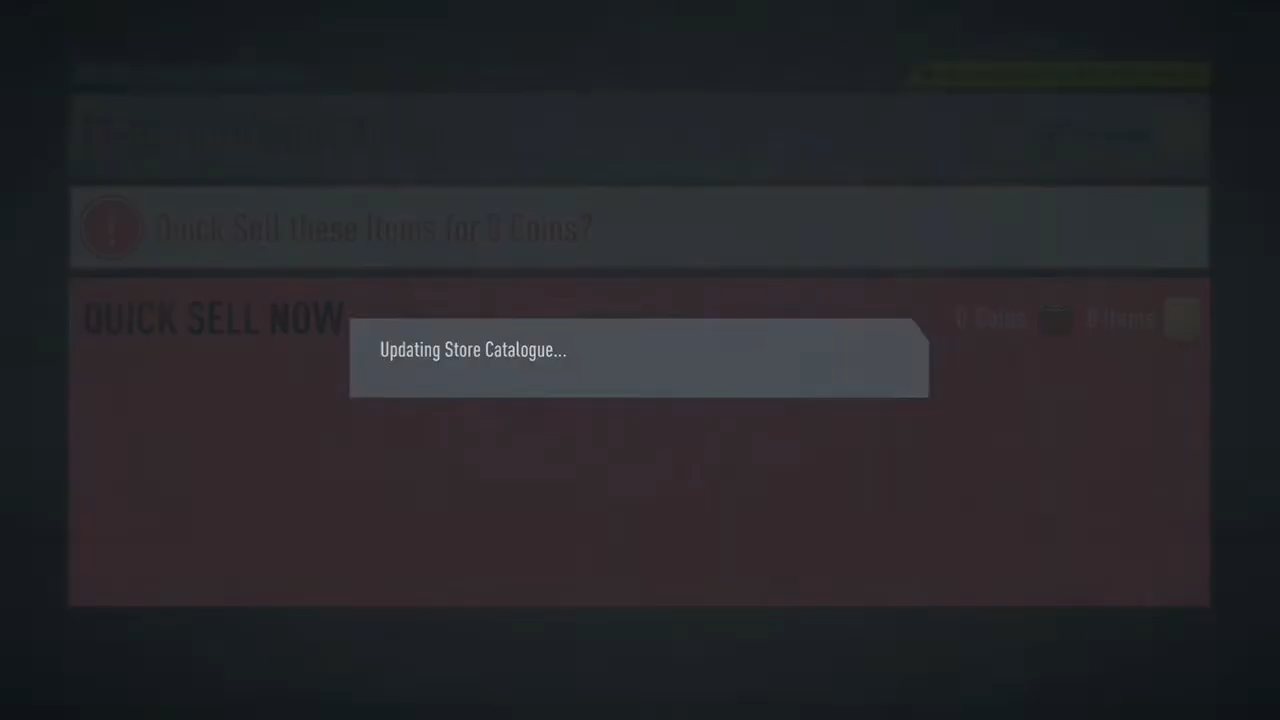 Quick Sell these Items for 0 Coins?
QUICK SELL NOW
0 Coins 0 Items
Updating Store Catalogue...